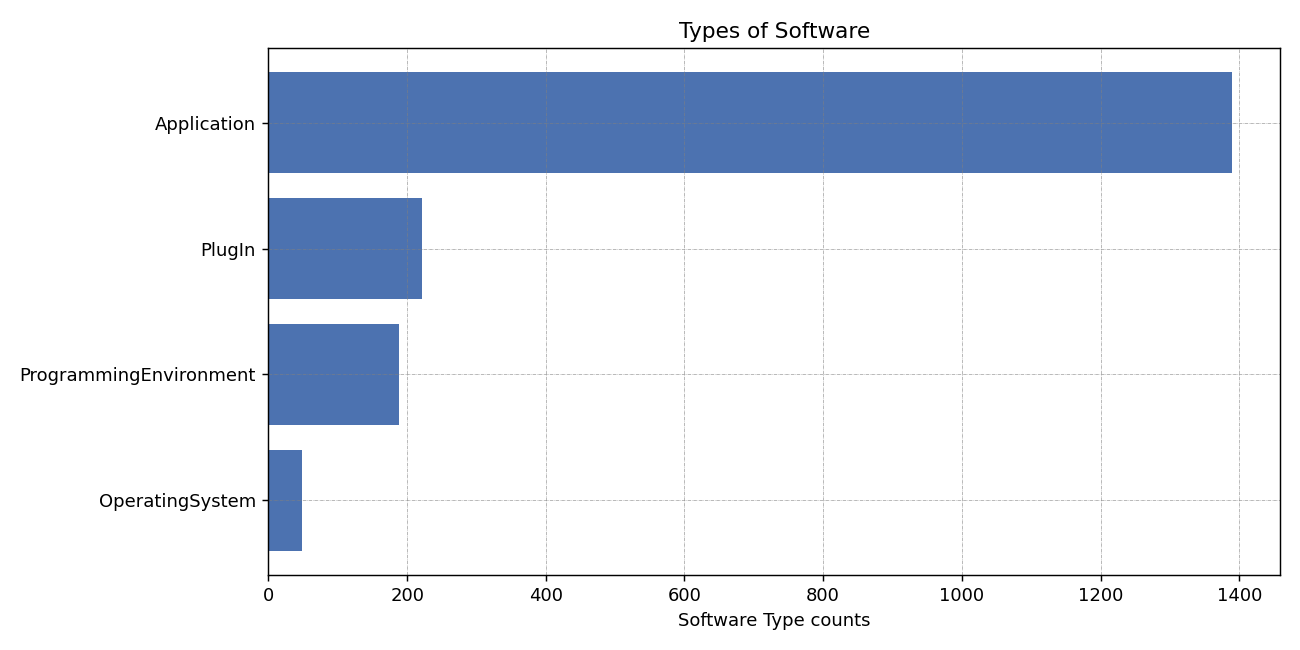 Types of Software
Application
PlugIn
ProgrammingEnvironment
OperatingSystem
0 200 400 600 800 1000 1200 1400
Software Type counts